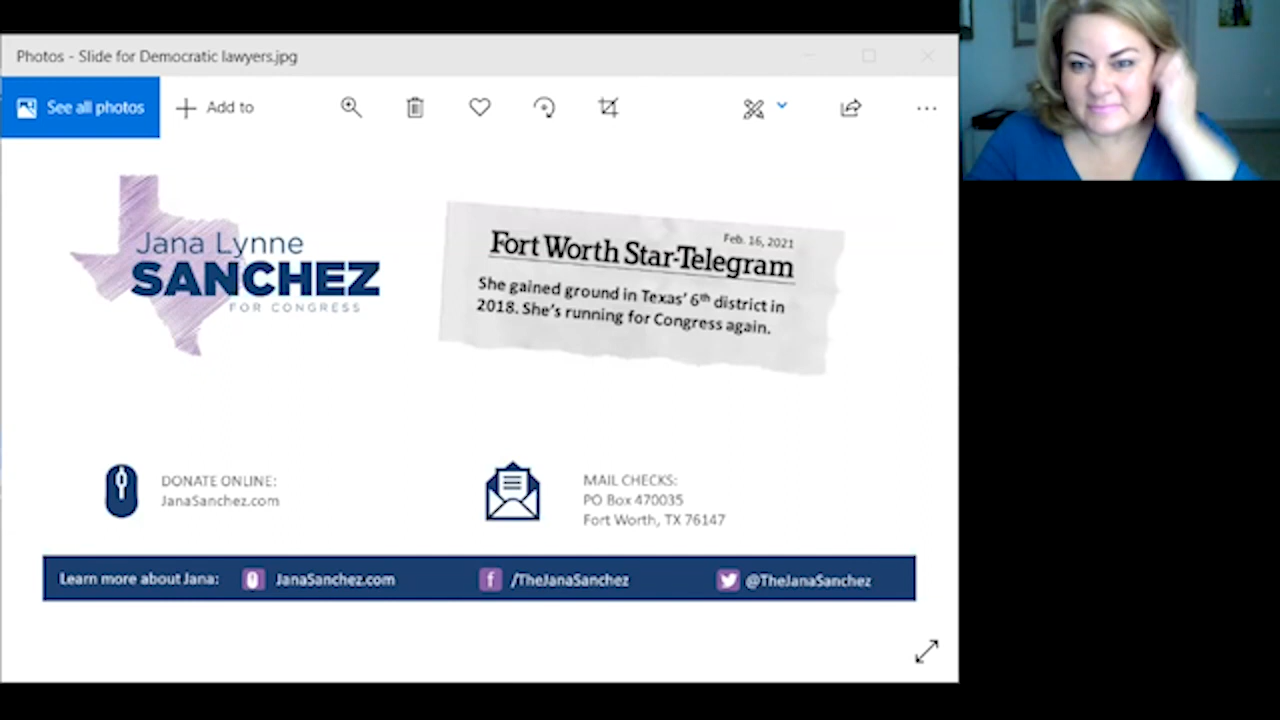 Photos - Slide for Democratic lawyers.jpg
See all photos
Add to
Jana Lynne
SANCHEZ
FOR CONGRESS
Feb. 16, 2021
Fort Worth Star-Telegram
She gained ground in Texas' 6th district in
2018. She's running for Congress again.
DONATE ONLINE:
JanaSanchez.com
MAIL CHECKS:
PO Box 470035
Fort Worth, TX 76147
Learn more about Jana:
JanaSanchez.com
/TheJanaSanchez
@TheJanaSanchez